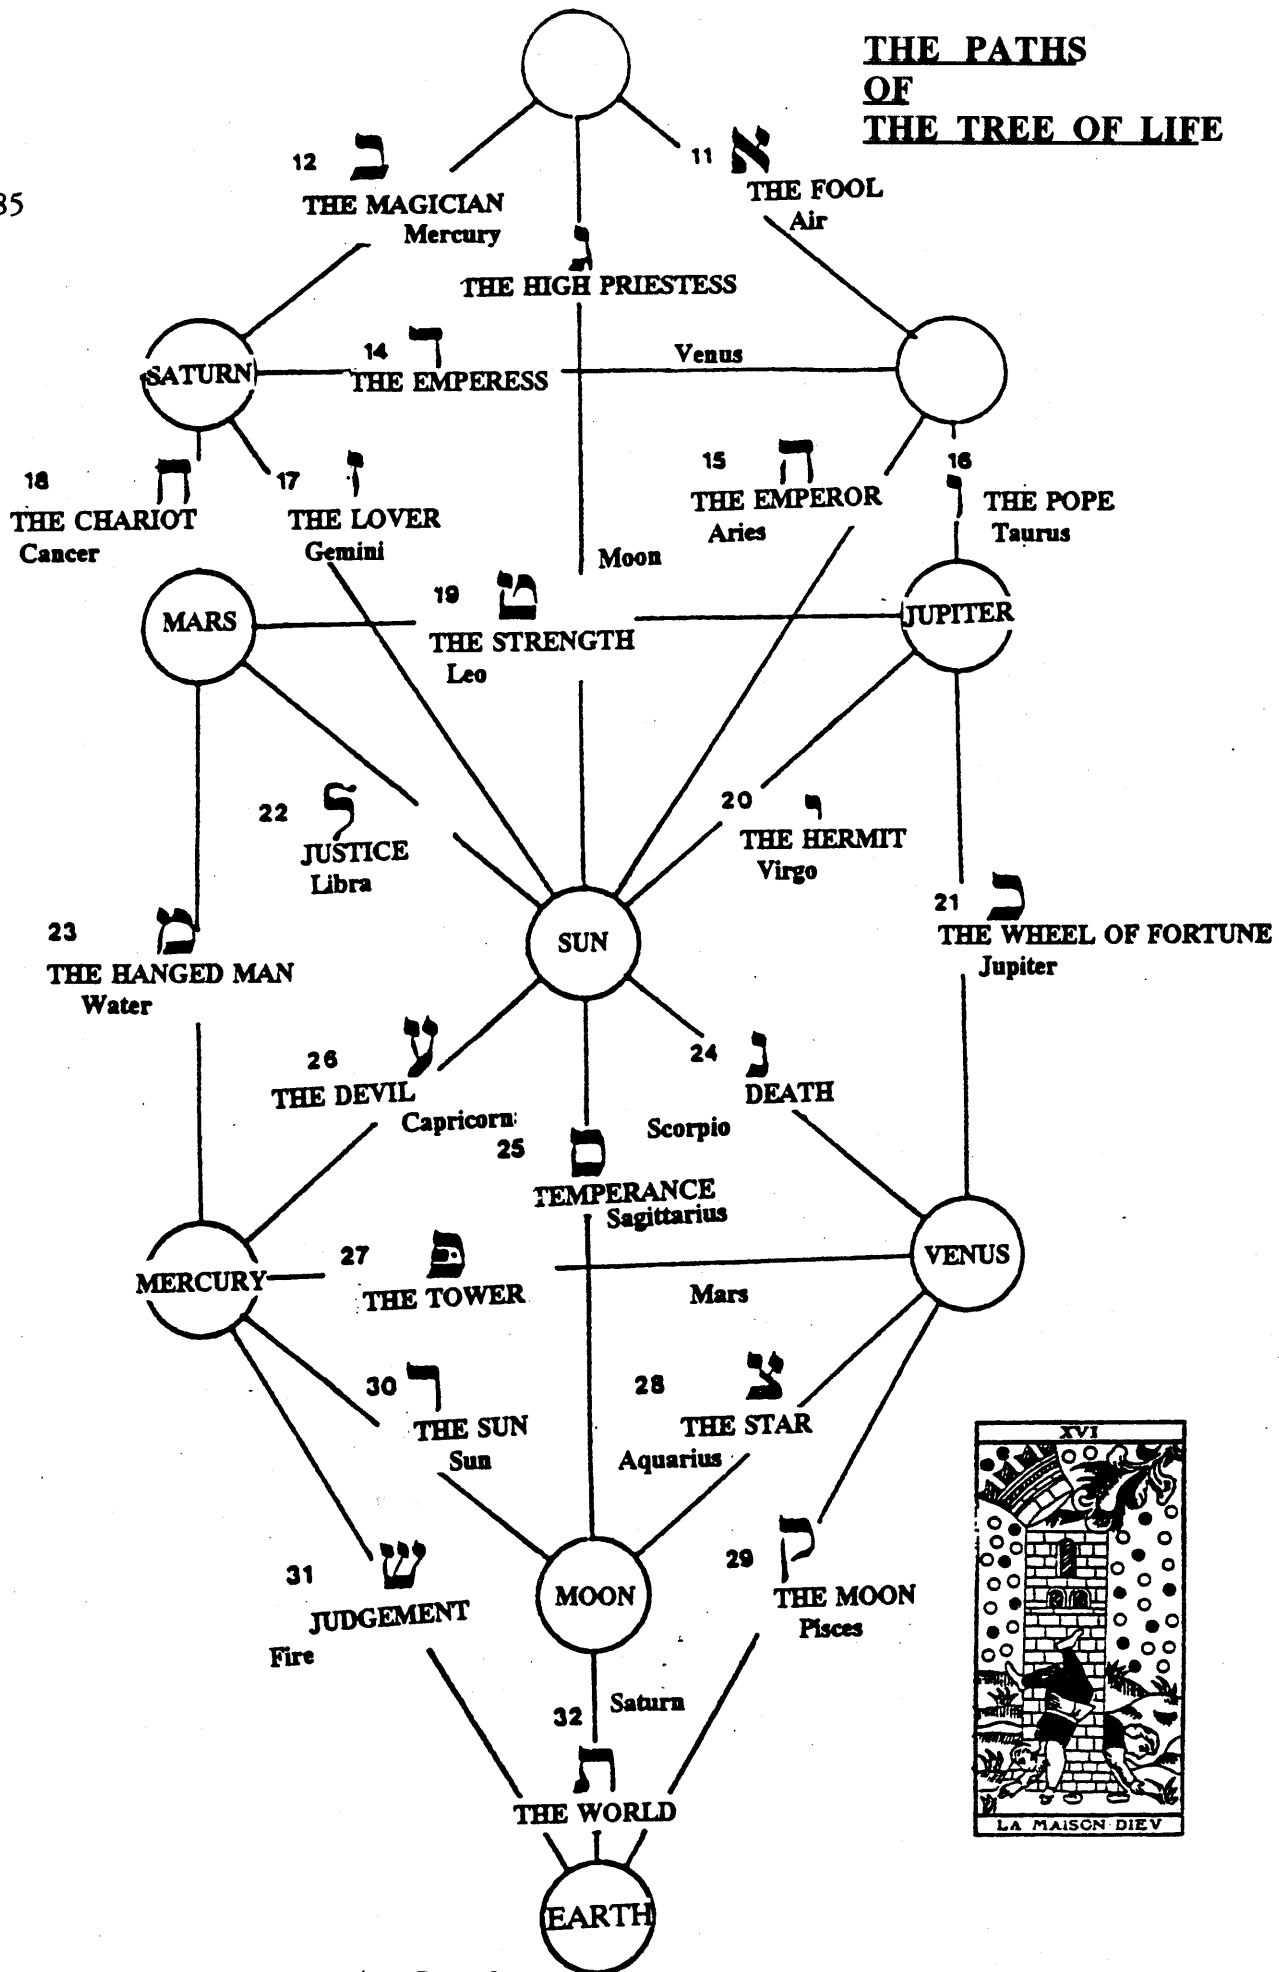 THE PATHS
OF
THE TREE OF LIFE
85
12 ב
THE MAGICIAN
Mercury
11 א
THE FOOL
Air
ג
THE HIGH PRIESTESS
Moon
SATURN
14 ד
THE EMPERESS
Venus
18 ח
THE CHARIOT
Cancer
17 ז
THE LOVER
Gemini
15 ה
THE EMPEROR
Aries
16
ו
THE POPE
Taurus
MARS
19 ט
THE STRENGTH
Leo
JUPITER
22 ל
JUSTICE
Libra
20 י
THE HERMIT
Virgo
23 מ
THE HANGED MAN
Water
SUN
21 כ
THE WHEEL OF FORTUNE
Jupiter
26 ע
THE DEVIL
Capricorn
24 נ
DEATH
Scorpio
25 ס
TEMPERANCE
Sagittarius
MERCURY
27 פ
THE TOWER
Mars
VENUS
30 ר
THE SUN
Sun
28 צ
THE STAR
Aquarius
31 ש
JUDGEMENT
Fire
MOON
29 ק
THE MOON
Pisces
32 Saturn
ת
THE WORLD
EARTH
XVI
LA MAISON DIEV